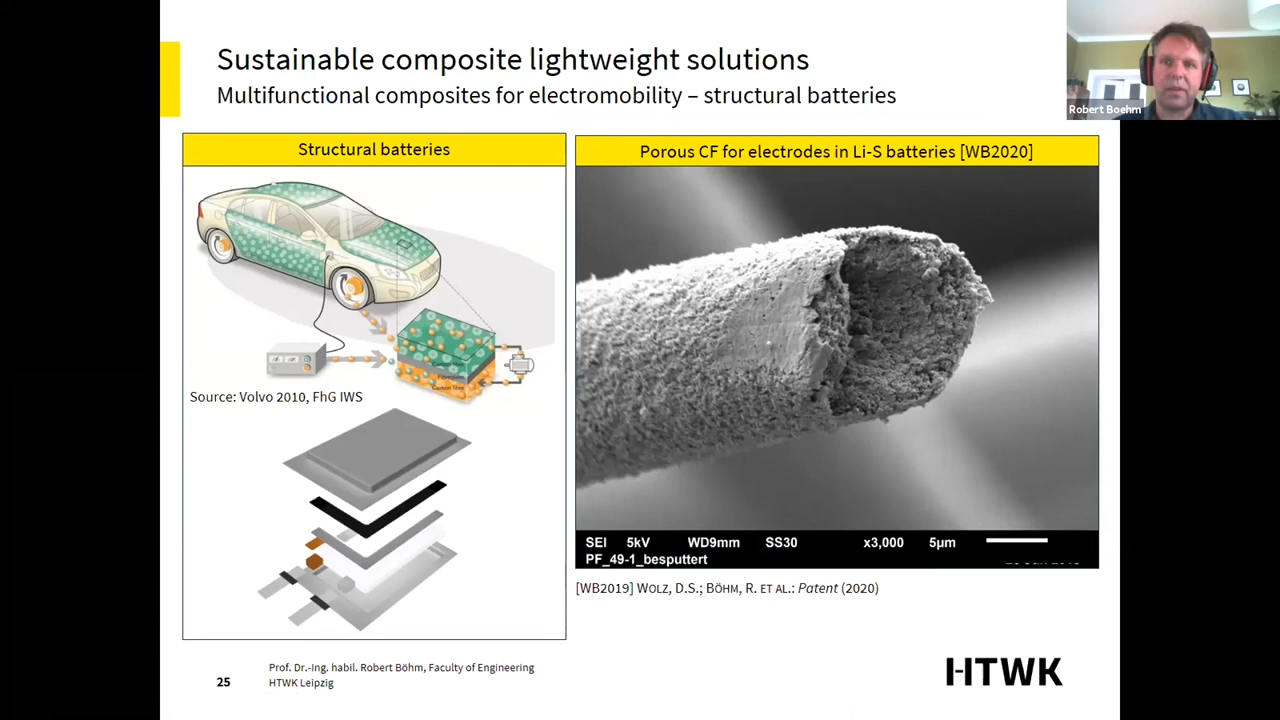 Sustainable composite lightweight solutions
Multifunctional composites for electromobility – structural batteries
Robert Boehm
Structural batteries
Source: Volvo 2010, FhG IWS
Porous CF for electrodes in Li-S batteries [WB2020]
SEI 5kV WD9mm SS30 x3,000 5µm
PF_49-1_besputtert
[WB2019] WOLZ, D.S.; BÖHM, R. ET AL.: Patent (2020)
Prof. Dr.-Ing. habil. Robert Böhm, Faculty of Engineering
25 HTWK Leipzig
HTWK